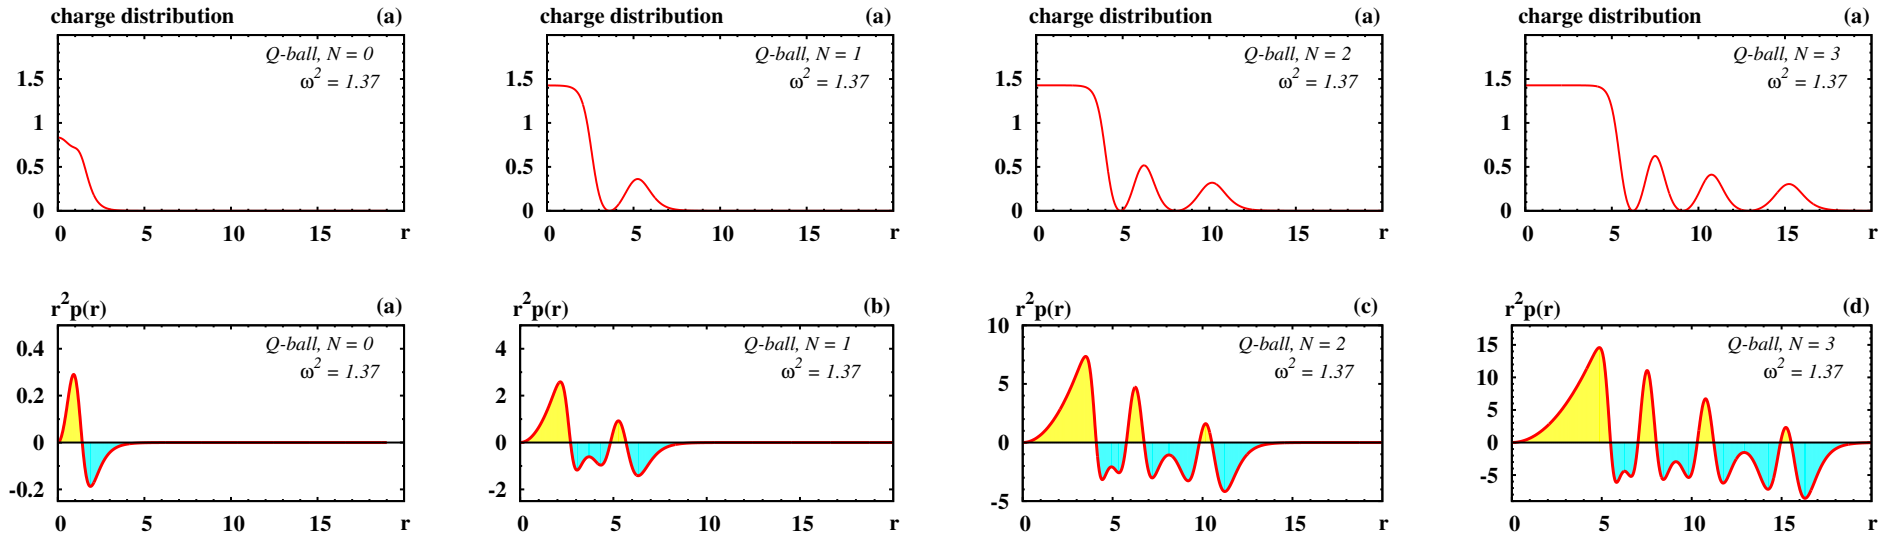 charge distribution (a)
Q-ball, N = 0
ω² = 1.37
1.5
1
0.5
0
0 5 10 15 r
charge distribution (a)
Q-ball, N = 1
ω² = 1.37
1.5
1
0.5
0
0 5 10 15 r
charge distribution (a)
Q-ball, N = 2
ω² = 1.37
1.5
1
0.5
0
0 5 10 15 r
charge distribution (a)
Q-ball, N = 3
ω² = 1.37
1.5
1
0.5
0
0 5 10 15 r
r²p(r) (a)
Q-ball, N = 0
ω² = 1.37
0.4
0.2
0
-0.2
0 5 10 15 r
r²p(r) (b)
Q-ball, N = 1
ω² = 1.37
4
2
0
-2
0 5 10 15 r
r²p(r) (c)
Q-ball, N = 2
ω² = 1.37
10
5
0
-5
0 5 10 15 r
r²p(r) (d)
Q-ball, N = 3
ω² = 1.37
15
10
5
0
-5
0 5 10 15 r